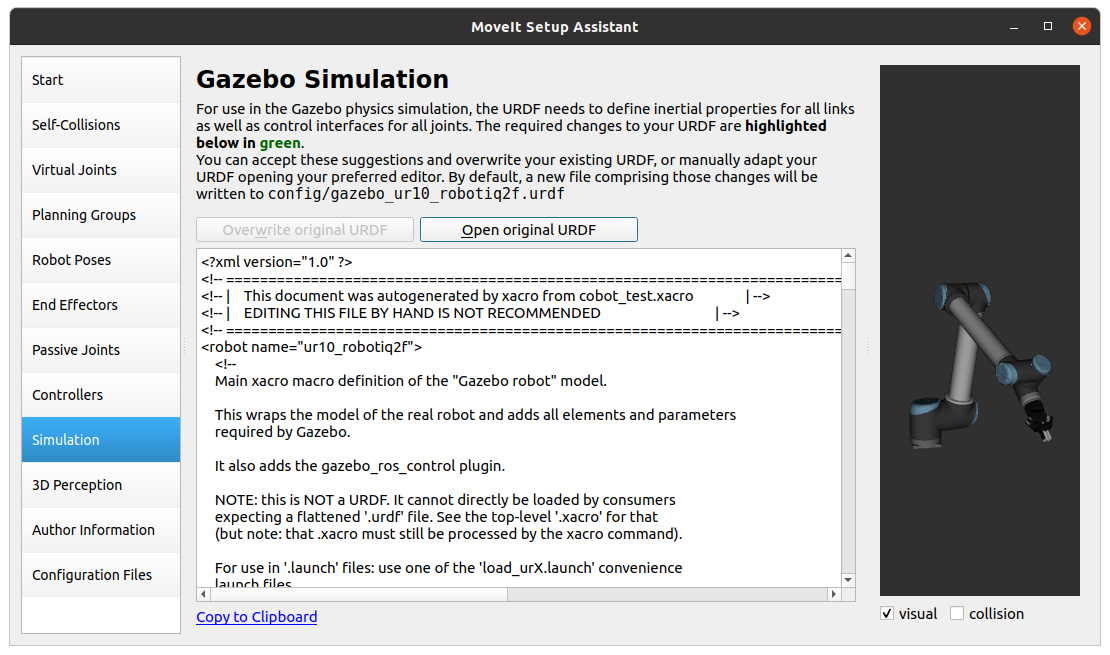 MoveIt Setup Assistant
Start
Self-Collisions
Virtual Joints
Planning Groups
Robot Poses
End Effectors
Passive Joints
Controllers
Simulation
3D Perception
Author Information
Configuration Files
Gazebo Simulation
For use in the Gazebo physics simulation, the URDF needs to define inertial properties for all links
as well as control interfaces for all joints. The required changes to your URDF are highlighted
below in green.
You can accept these suggestions and overwrite your existing URDF, or manually adapt your
URDF opening your preferred editor. By default, a new file comprising those changes will be
written to config/gazebo_ur10_robotiq2f.urdf
Overwrite original URDF
Open original URDF
<?xml version="1.0" ?>
<!-- ===========================================================================
<!-- |    This document was autogenerated by xacro from cobot_test.xacro             | -->
<!-- |    EDITING THIS FILE BY HAND IS NOT RECOMMENDED                            | -->
<!-- ===========================================================================
<robot name="ur10_robotiq2f">
<!--
Main xacro macro definition of the "Gazebo robot" model.
This wraps the model of the real robot and adds all elements and parameters
required by Gazebo.
It also adds the gazebo_ros_control plugin.
NOTE: this is NOT a URDF. It cannot directly be loaded by consumers
expecting a flattened '.urdf' file. See the top-level '.xacro' for that
(but note: that .xacro must still be processed by the xacro command).
For use in '.launch' files: use one of the 'load_urX.launch' convenience
launch files
Copy to Clipboard
visual
collision